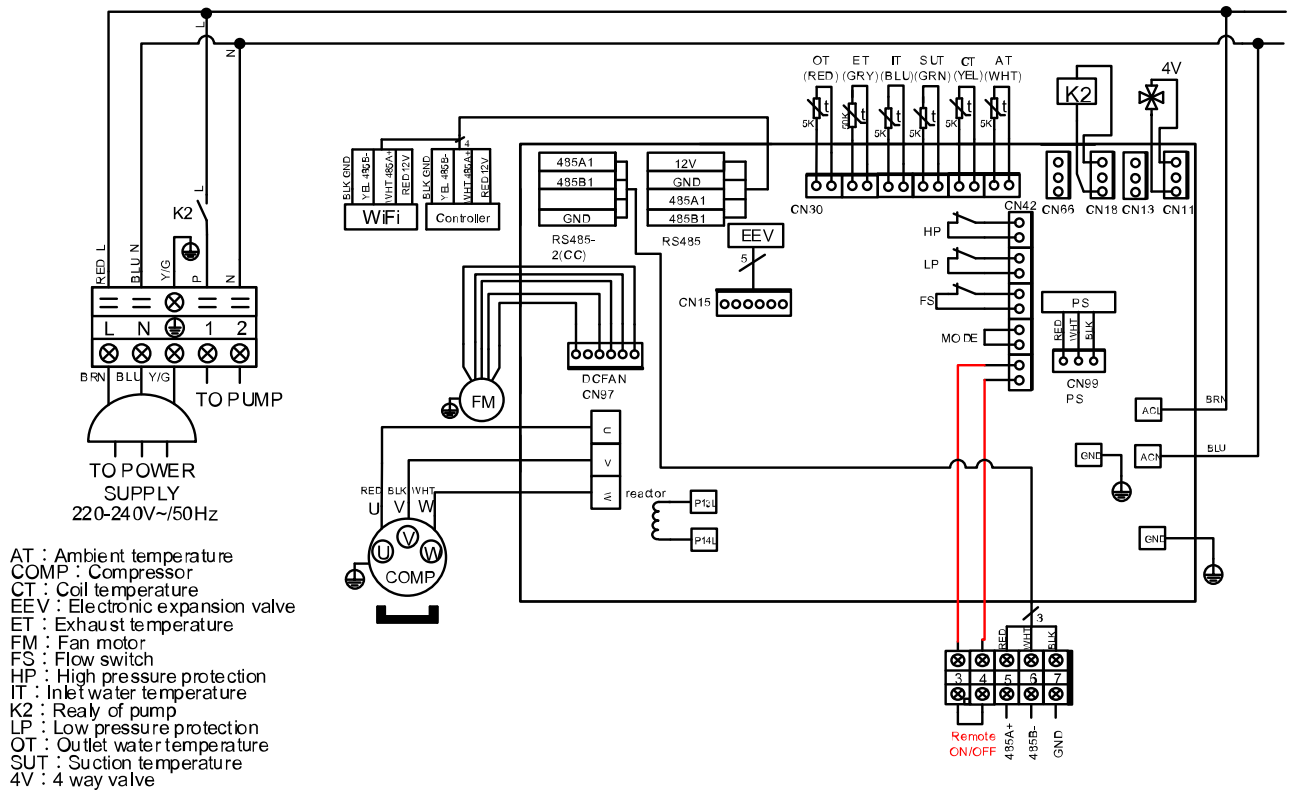 L
N
OT ET IT SUT CT AT
(RED) (GRY) (BLU) (GRN) (YEL) (WHT)
t t t t t t
5K 50K 5K 5K 5K 5K
K2
4V
4
BLK GND
YEL 485B-
WHT 485A+
RED 12V
WiFi
BLK GND
YEL 485B-
WHT 485A+
RED 12V
Controller
485A1
485B1
GND
RS485-
2(CC)
12V
GND
485A1
485B1
RS485
CN30
CN42
CN66
CN18
CN13
CN11
L
K2
RED L
BLU N
Y/G
P
N
L N 1 2
BRN BLU Y/G
TO PUMP
TO POWER
SUPPLY
220-240V~/50Hz
EEV
5
CN15
HP
LP
FS
MODE
PS
RED
WHT
BLK
CN99
PS
DCFAN
CN97
FM
U
V
W
RED BLK WHT
U V W
U V W
COMP
reactor
P13L
P14L
ACL
BRN
GND
ACN
BLU
GND
3
RED
WHT
BLK
3 4 5 6 7
Remote
ON/OFF
485A+
485B-
GND
AT : Ambient temperature
COMP : Compressor
CT : Coil temperature
EEV : Electronic expansion valve
ET : Exhaust temperature
FM : Fan motor
FS : Flow switch
HP : High pressure protection
IT : Inlet water temperature
K2 : Realy of pump
LP : Low pressure protection
OT : Outlet water temperature
SUT : Suction temperature
4V : 4 way valve